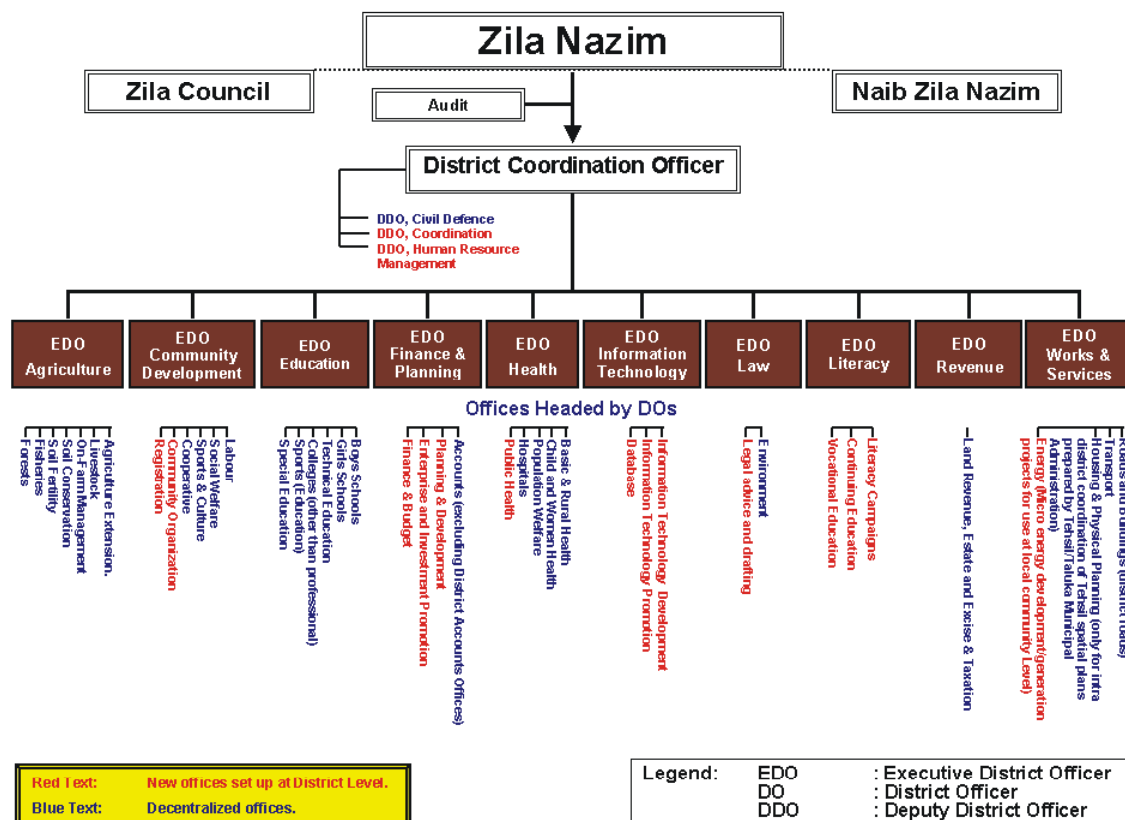 Zila Nazim
Zila Council
Naib Zila Nazim
Audit
District Coordination Officer
DDO, Civil Defence
DDO, Coordination
DDO, Human Resource
Management
EDO
Agriculture
EDO
Community
Development
EDO
Education
EDO
Finance &
Planning
EDO
Health
EDO
Information
Technology
EDO
Law
EDO
Literacy
EDO
Revenue
EDO
Works &
Services
Offices Headed by DOs
Agriculture Extension.
Livestock
On-Farm Management
Soil Conservation
Soil Fertility
Fisheries
Forests
Labour
Social Welfare
Sports & Culture
Cooperative
Community Organization
Registration
Boys Schools
Girls Schools
Technical Education
Colleges (other than professional)
Sports (Education)
Special Education
Accounts (excluding District Accounts Offices)
Planning & Development
Enterprise and Investment Promotion
Finance & Budget
Basic & Rural Health
Child and Women Health
Population Welfare
Hospitals
Public Health
Information Technology Development
Information Technology Promotion
Database
Environment
Legal advice and drafting
Literacy Campaigns
Continuing Education
Vocational Education
Land Revenue, Estate and Excise & Taxation
Roads and Buildings (district roads)
Transport
Housing & Physical Planning (only for intra
district coordination of Tehsil spatial plans
prepared by Tehsil/Taluka Municipal
Administration)
Energy (Micro energy development/generation
projects for use at local community Level)
Red Text: New offices set up at District Level.
Blue Text: Decentralized offices.
Legend: EDO : Executive District Officer
DO : District Officer
DDO : Deputy District Officer